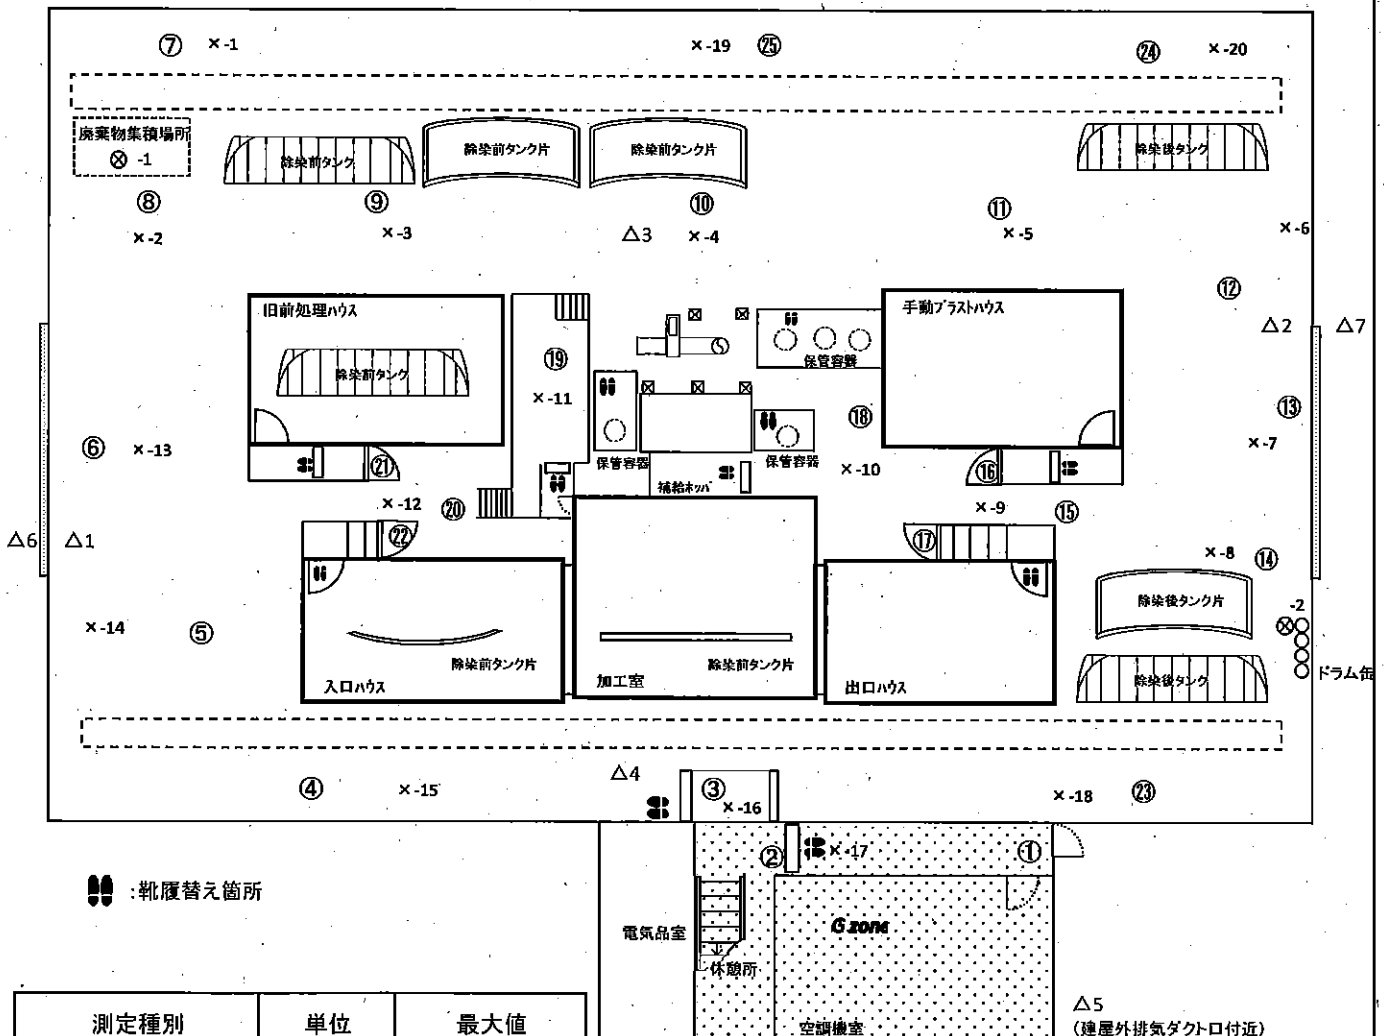 ⑦ ×-1 ×-19 ㉕ ㉔ ×-20
廃棄物集積場所
⊗ -1
除染前タンク
除染前タンク片
除染前タンク片
除染後タンク
⑧ ⑨ ⑩ ⑪
×-2 ×-3 △3 ×-4 ×-5 ×-6
⑫
旧前処理ハウス
手動ブラストハウス
△2 △7
除染前タンク
⑲
保管容器
×-11
⑱ ⑬
⑥ ×-13
×-7
㉑
保管容器
保管容器
×-10
⑯
補給ホッパ
×-12 ⑳
×-9 ⑮
△6 △1
㉒
⑰
×-8 ⑭
除染後タンク片
-2
×-14 ⑤
除染前タンク片
除染前タンク片
除染後タンク
ドラム缶
入口ハウス
加工室
出口ハウス
④ ×-15 △4 ③ ×-16 ×-18 ㉓
② ×-17 ①
:靴履替え箇所
電気品室
G zone
休憩所
空調機室
△5
(建屋外排気ダクト口付近)
測定種別 単位 最大値